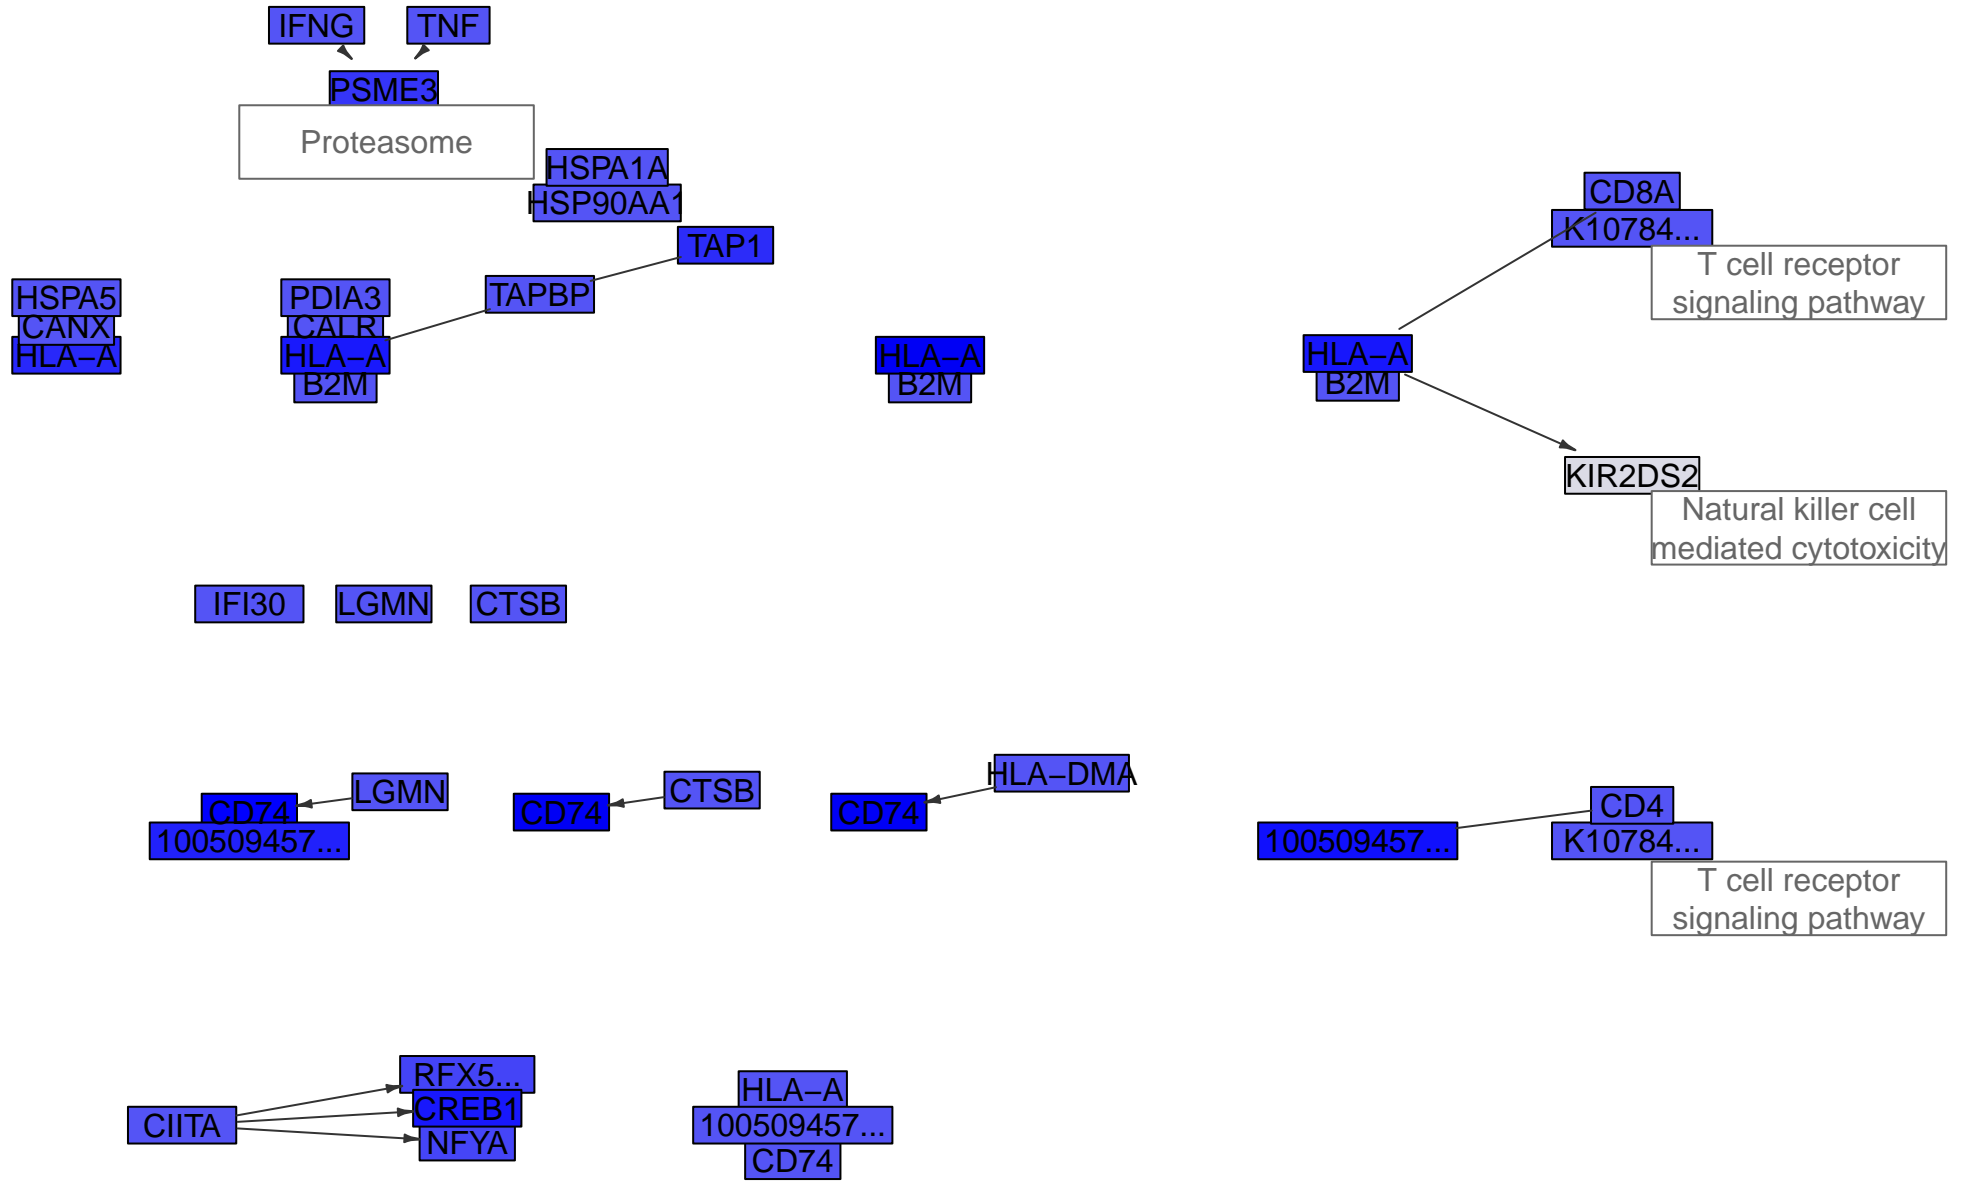 IFNG
TNF
PSME3
Proteasome
HSPA1A
HSP90AA1
TAP1
TAPBP
HSPA5
CANX
HLA−A
PDIA3
CALR
HLA−A
B2M
HLA−A
B2M
CD8A
K10784...
T cell receptor
signaling pathway
HLA−A
B2M
KIR2DS2
Natural killer cell
mediated cytotoxicity
IFI30
LGMN
CTSB
CD74
100509457...
LGMN
CD74
CTSB
CD74
HLA−DMA
100509457...
CD4
K10784...
T cell receptor
signaling pathway
CIITA
RFX5...
CREB1
NFYA
HLA−A
100509457...
CD74